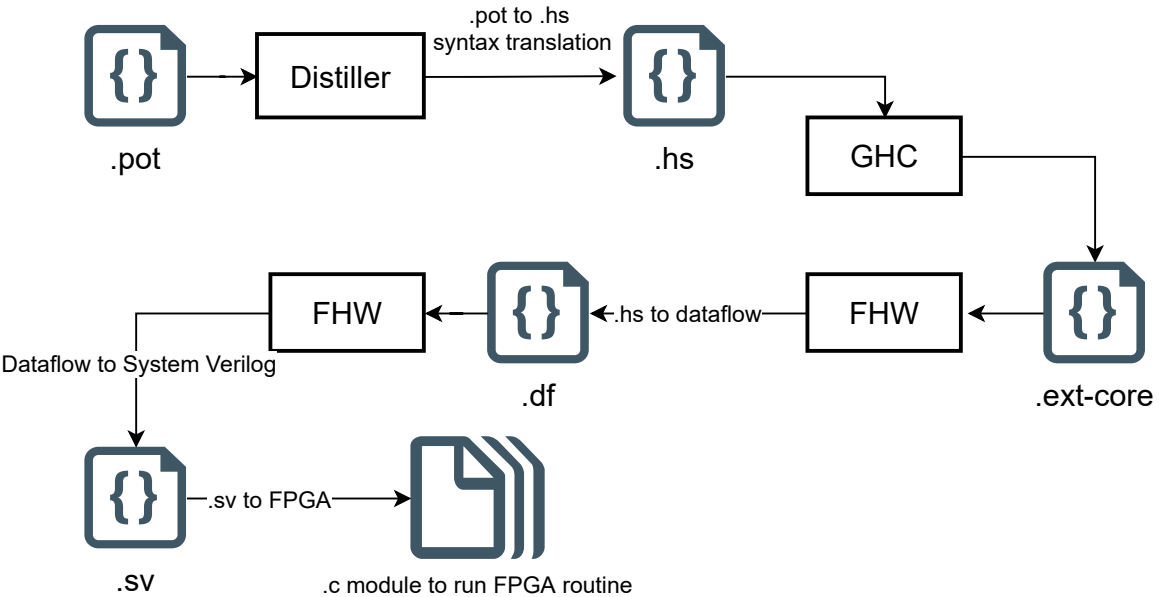 .pot to .hs
syntax translation
{ }
Distiller
{ }
.pot
.hs
GHC
FHW
{ }
.hs to dataflow
FHW
{ }
Dataflow to System Verilog
.df
.ext-core
{ }
.sv to FPGA
.sv
.c module to run FPGA routine